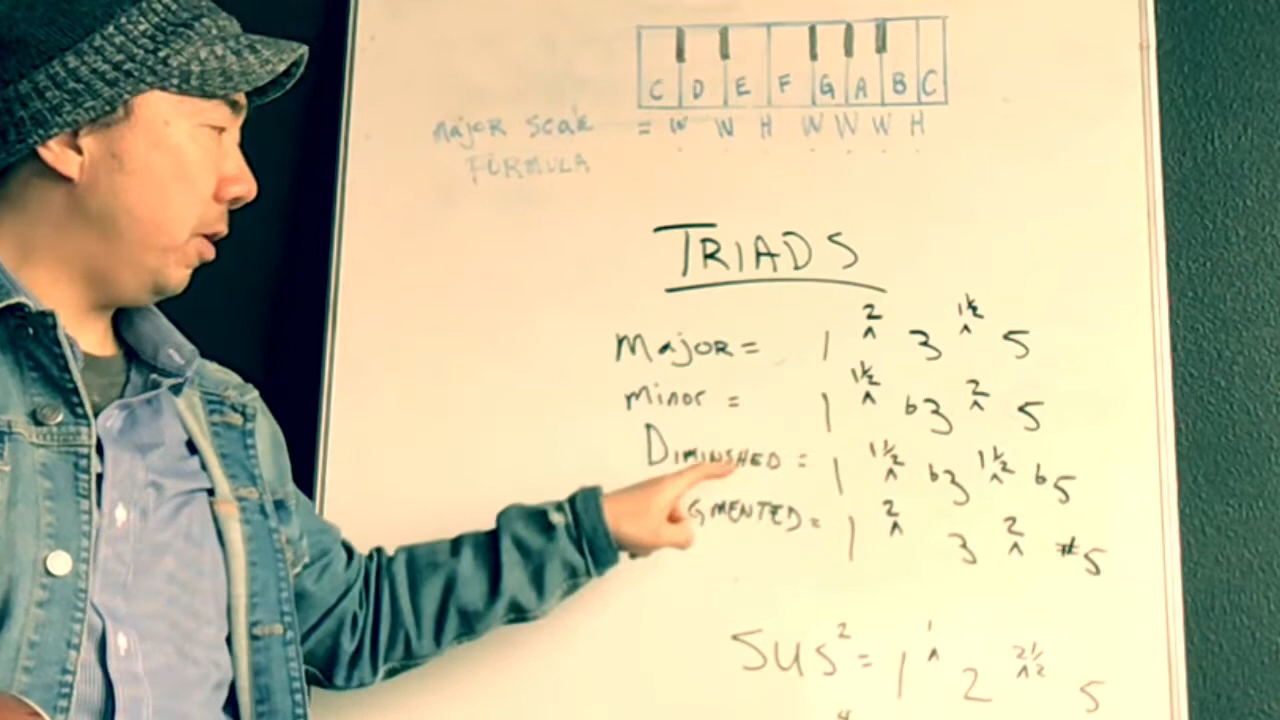 C D E F G A B C
Major Scale = W W H W W W H
FORMULA
TRIADS
Major = 1 2^ 3 1½^ 5
minor = 1 1½^ b3 2^ 5
DIMINSHED = 1 1½^ b3 1½^ b5
GMENTED = 1 2^ 3 2^ #5
SUS² = 1 1^ 2 2½^ 5